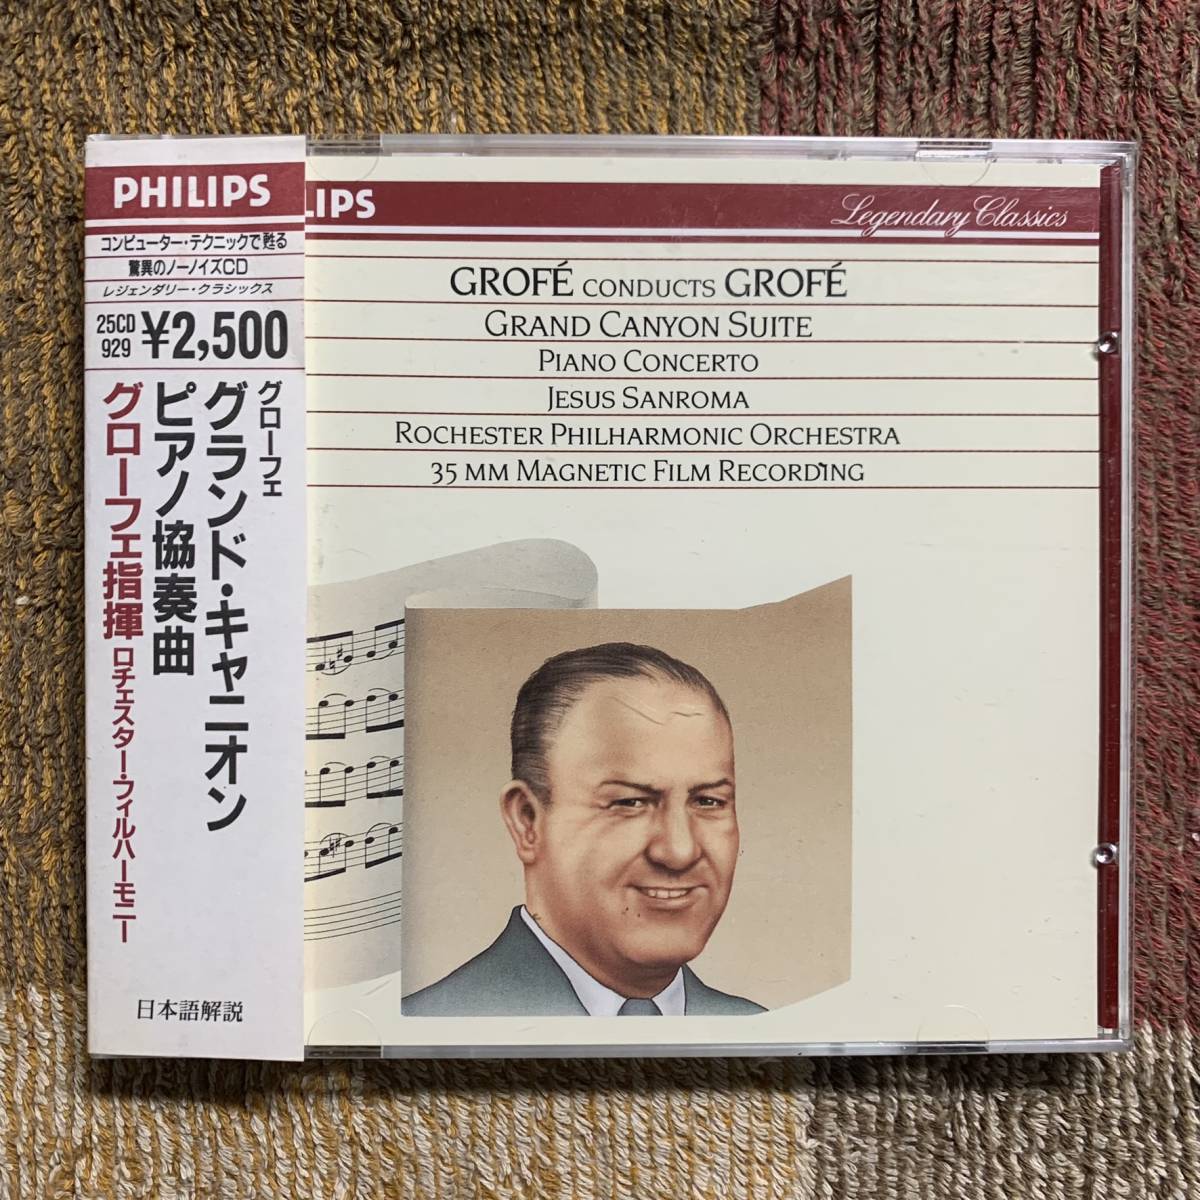 PHILIPS
コンピューター・テクニックで甦る
驚異のノーノイズCD
レジェンダリー・クラシックス
25CD
929
¥2,500
グローフェ
グランド・キャニオン
ピアノ協奏曲
グローフェ指揮 ロチェスター・フィルハーモニー
日本語解説
LIPS
Legendary Classics
GROFÉ CONDUCTS GROFÉ
GRAND CANYON SUITE
PIANO CONCERTO
JESUS SANROMA
ROCHESTER PHILHARMONIC ORCHESTRA
35 MM MAGNETIC FILM RECORDING